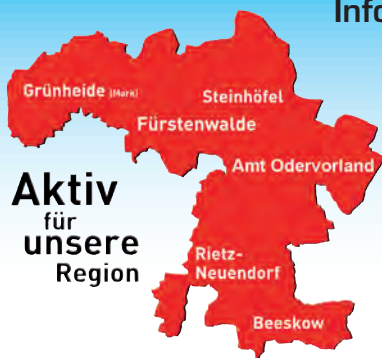 Info
Grünheide (Mark)
Steinhöfel
Fürstenwalde
Amt Odervorland
Aktiv
für
unsere
Region
Rietz-
Neuendorf
Beeskow